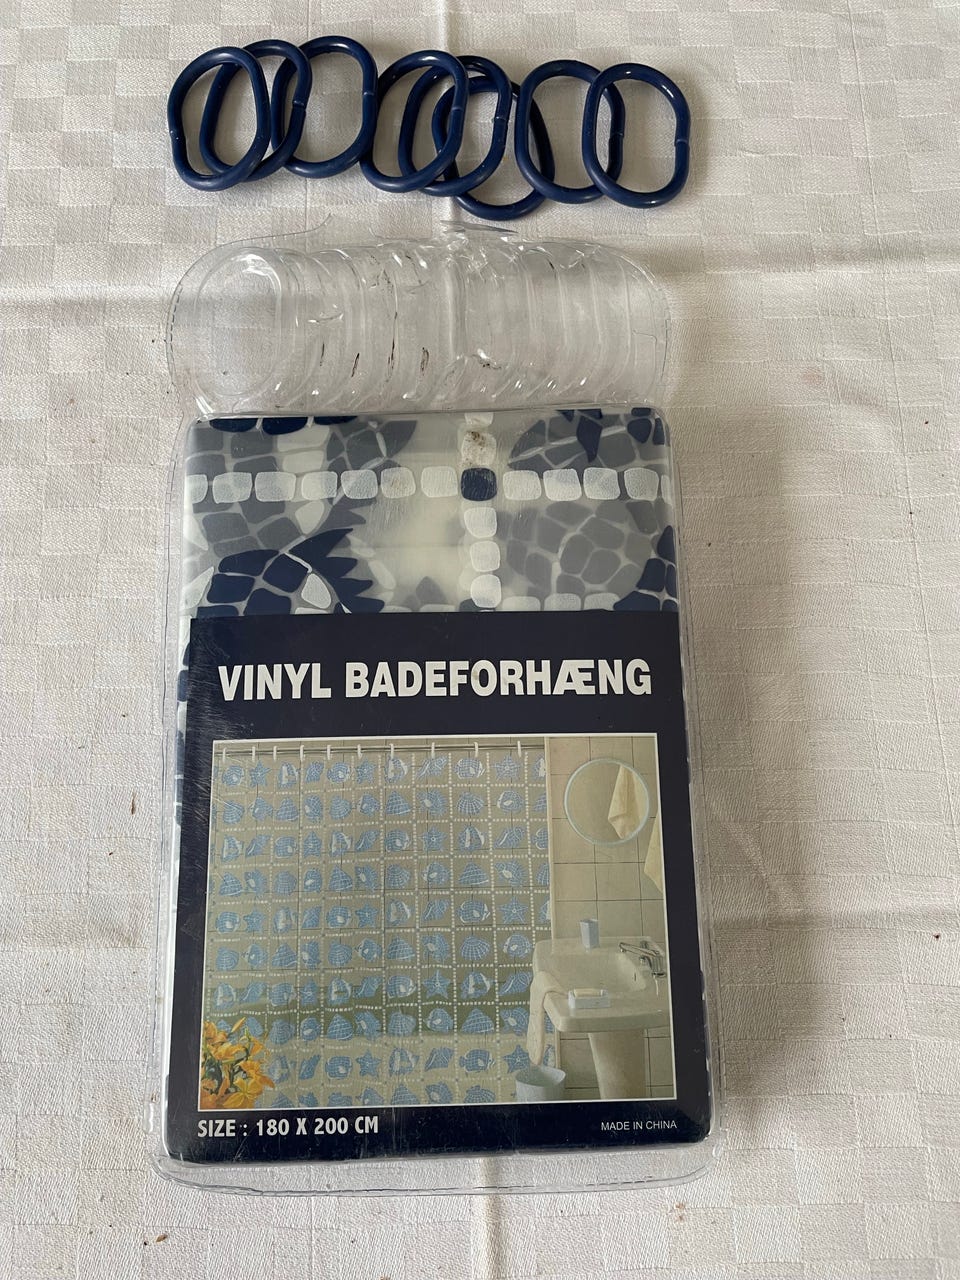 VINYL BADEFORHÆNG
SIZE : 180 X 200 CM
MADE IN CHINA